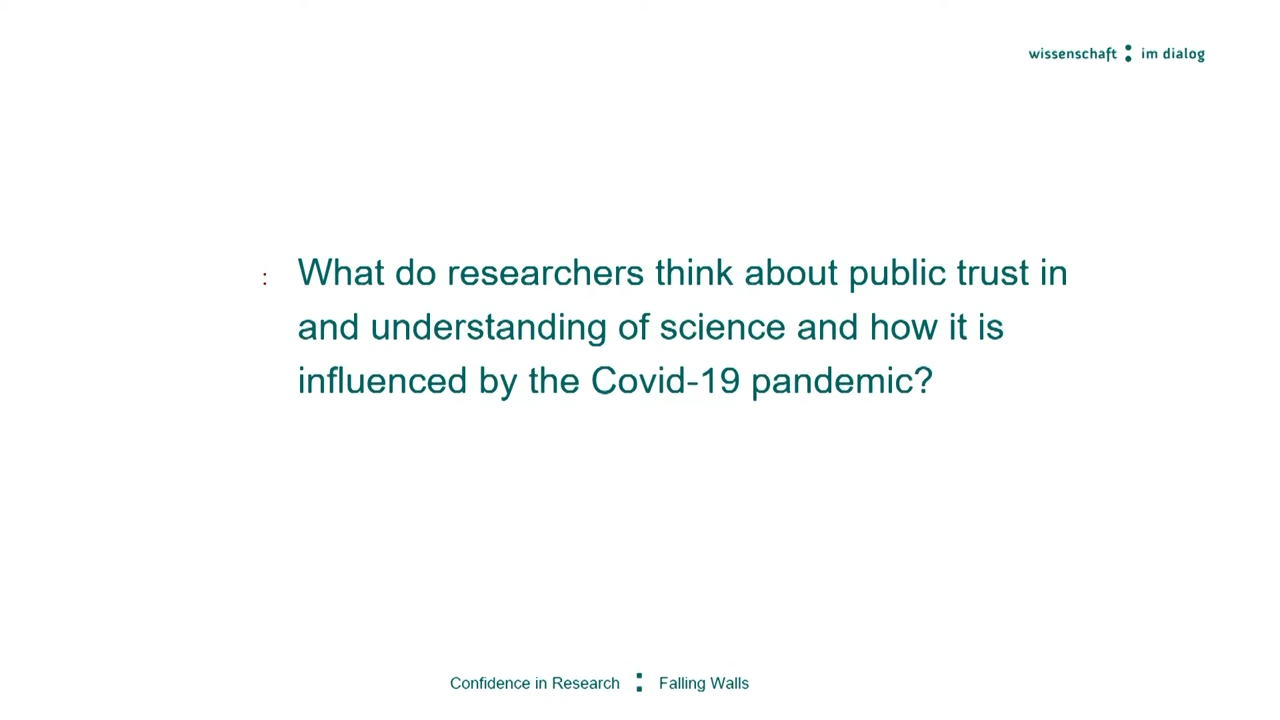 wissenschaft : im dialog
: What do researchers think about public trust in
and understanding of science and how it is
influenced by the Covid-19 pandemic?
Confidence in Research : Falling Walls